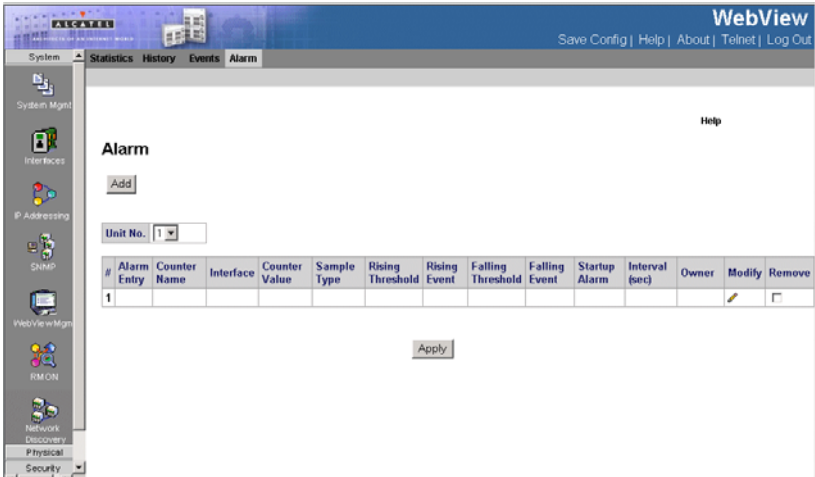 ALCATEL
WebView
Save Config | Help | About | Telnet | Log Out
System
Statistics History Events Alarm
System Mgmt
Interfaces
IP Addressing
SNMP
WebViewMgm
RMON
Network
Discovery
Physical
Security
Help
Alarm
Add
Unit No. 1
# Alarm Entry Counter Name Interface Counter Value Sample Type Rising Threshold Rising Event Falling Threshold Falling Event Startup Alarm Interval (sec) Owner Modify Remove
1
Apply